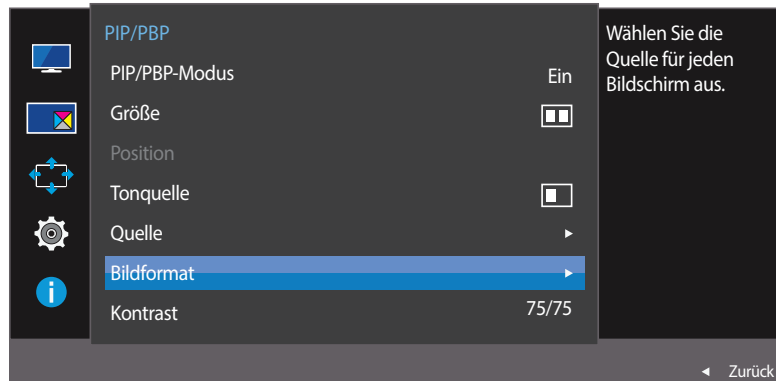 PIP/PBP
PIP/PBP-Modus Ein
Größe
Position
Tonquelle
Quelle
Bildformat
Kontrast 75/75
Wählen Sie die
Quelle für jeden
Bildschirm aus.
Zurück